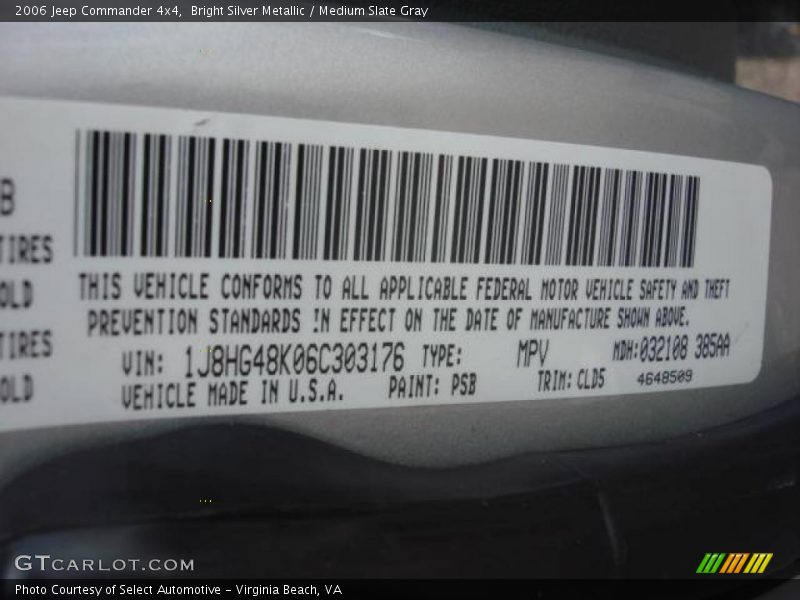 2006 Jeep Commander 4x4, Bright Silver Metallic / Medium Slate Gray
B
TIRES
OLD
TIRES
OLD
THIS VEHICLE CONFORMS TO ALL APPLICABLE FEDERAL MOTOR VEHICLE SAFETY AND THEFT
PREVENTION STANDARDS IN EFFECT ON THE DATE OF MANUFACTURE SHOWN ABOVE.
VIN: 1J8HG48K06C303176 TYPE: MPV MDH:032108 385AA
VEHICLE MADE IN U.S.A. PAINT: PSB TRIM: CLD5 4648509
GTCARLOT.COM
Photo Courtesy of Select Automotive - Virginia Beach, VA